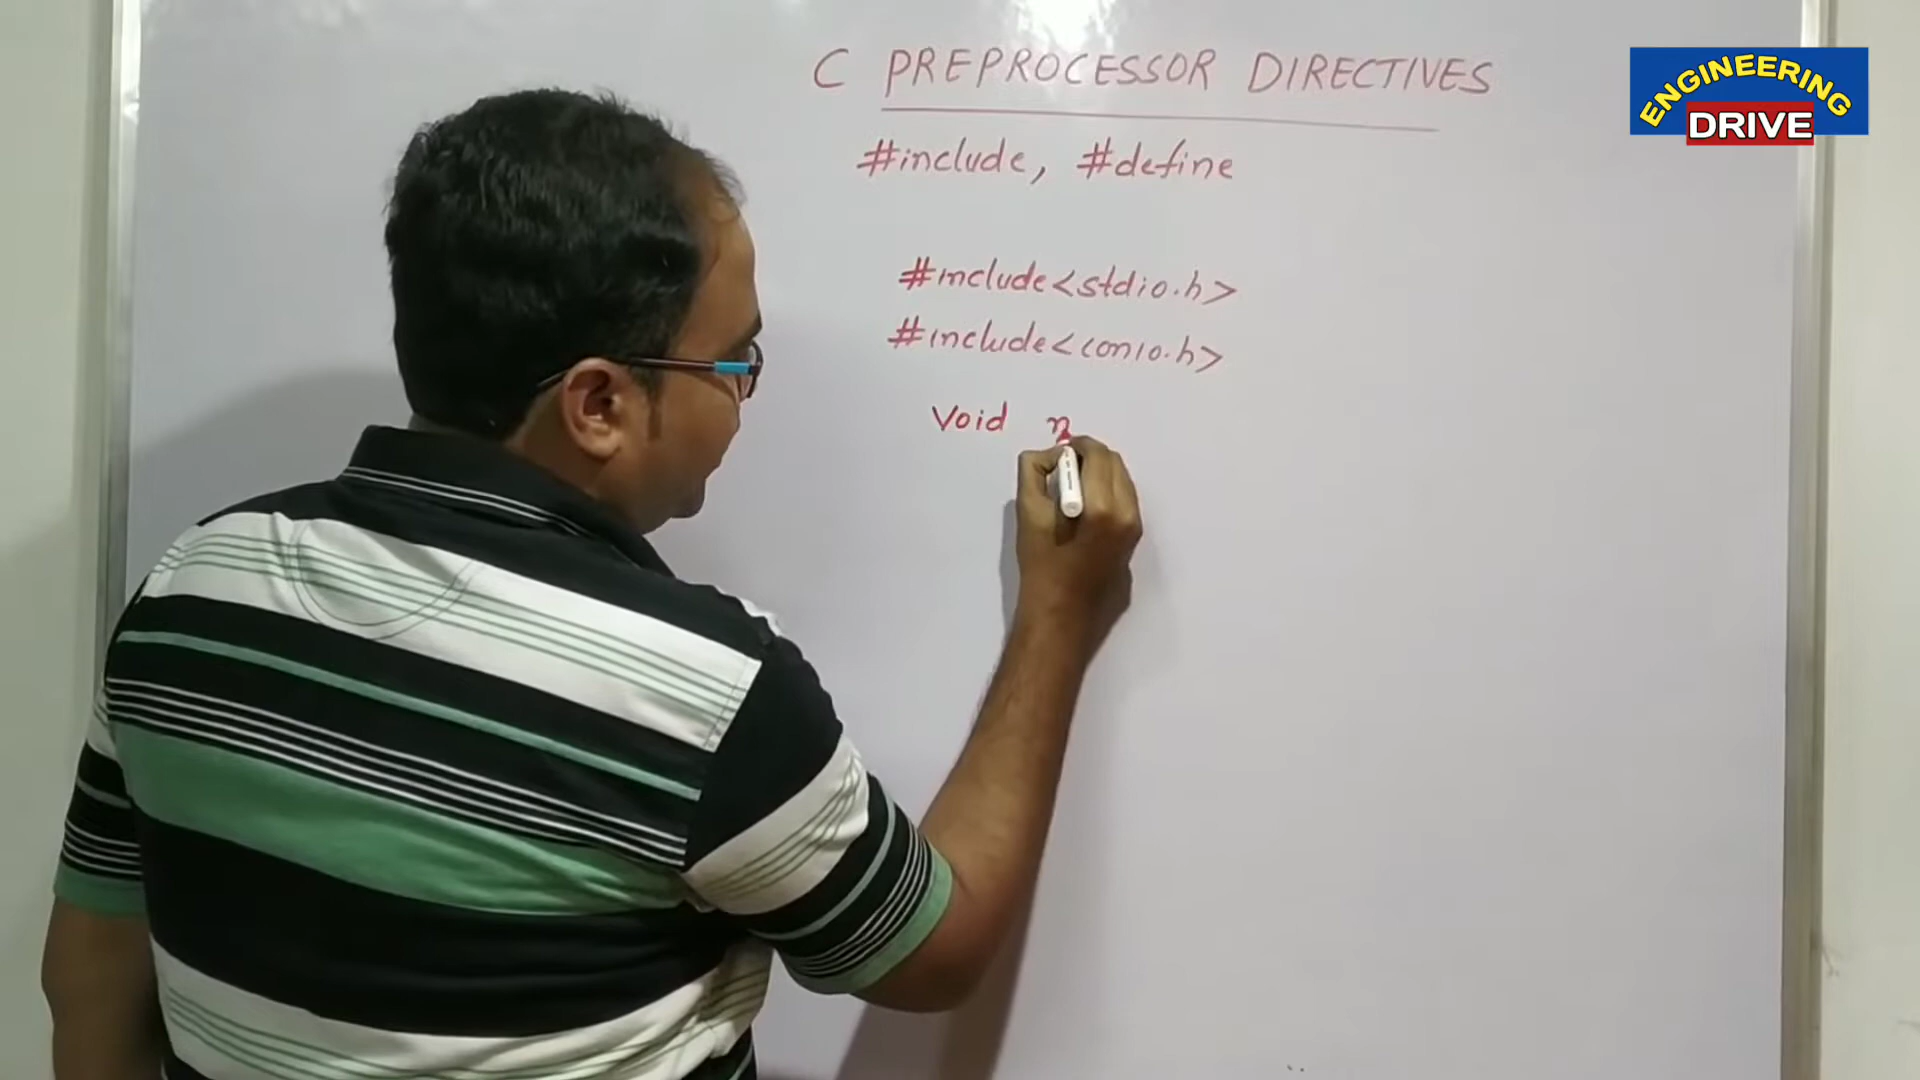 C PREPROCESSOR DIRECTIVES
#include, #define
#include<stdio.h>
#include<conio.h>
Void
ENGINEERING
DRIVE